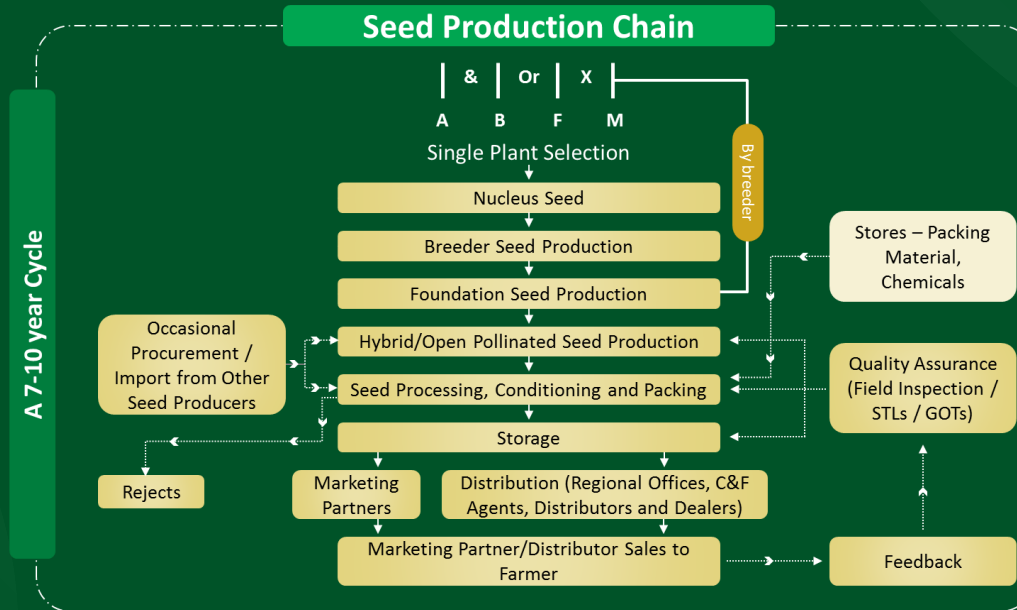 Seed Production Chain
A 7-10 year Cycle
& Or X
A B F M
Single Plant Selection
By breeder
Nucleus Seed
Breeder Seed Production
Foundation Seed Production
Stores – Packing
Material,
Chemicals
Occasional
Procurement /
Import from Other
Seed Producers
Hybrid/Open Pollinated Seed Production
Seed Processing, Conditioning and Packing
Quality Assurance
(Field Inspection /
STLs / GOTs)
Storage
Rejects
Marketing
Partners
Distribution (Regional Offices, C&F
Agents, Distributors and Dealers)
Marketing Partner/Distributor Sales to
Farmer
Feedback